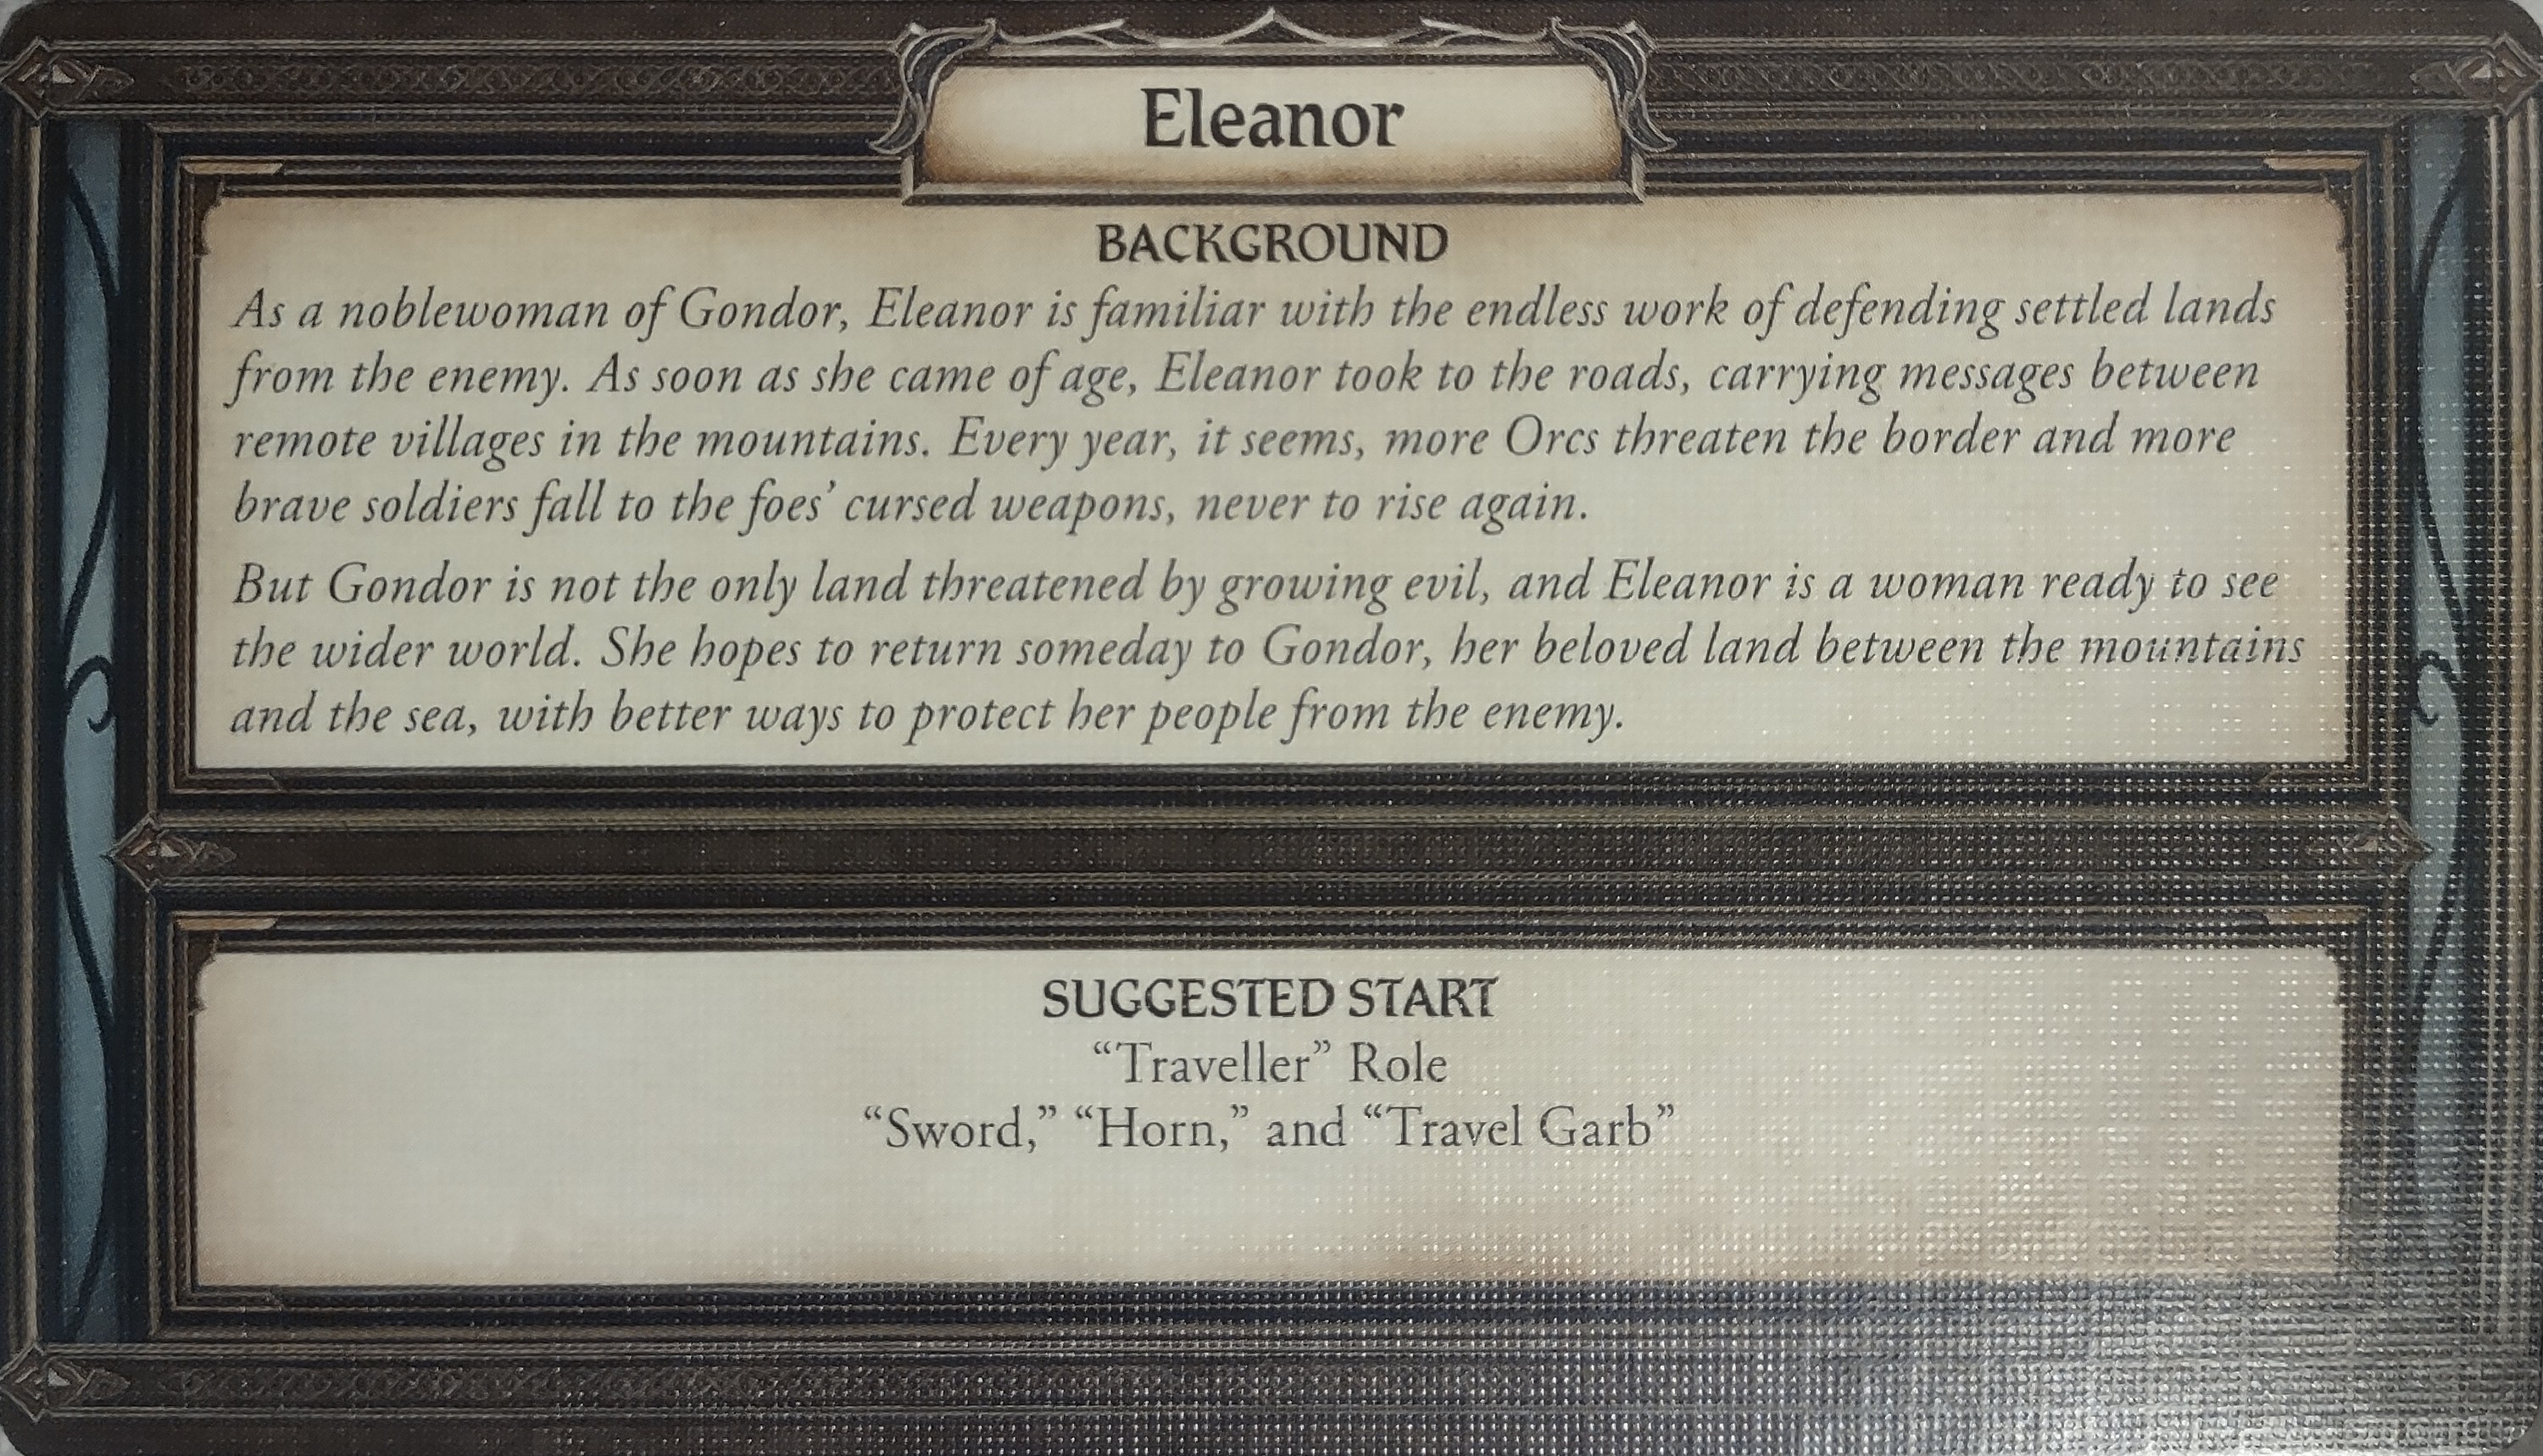 Eleanor
BACKGROUND
As a noblewoman of Gondor, Eleanor is familiar with the endless work of defending settled lands
from the enemy. As soon as she came of age, Eleanor took to the roads, carrying messages between
remote villages in the mountains. Every year, it seems, more Orcs threaten the border and more
brave soldiers fall to the foes’ cursed weapons, never to rise again.
But Gondor is not the only land threatened by growing evil, and Eleanor is a woman ready to see
the wider world. She hopes to return someday to Gondor, her beloved land between the mountains
and the sea, with better ways to protect her people from the enemy.
SUGGESTED START
“Traveller” Role
“Sword,” “Horn,” and “Travel Garb”